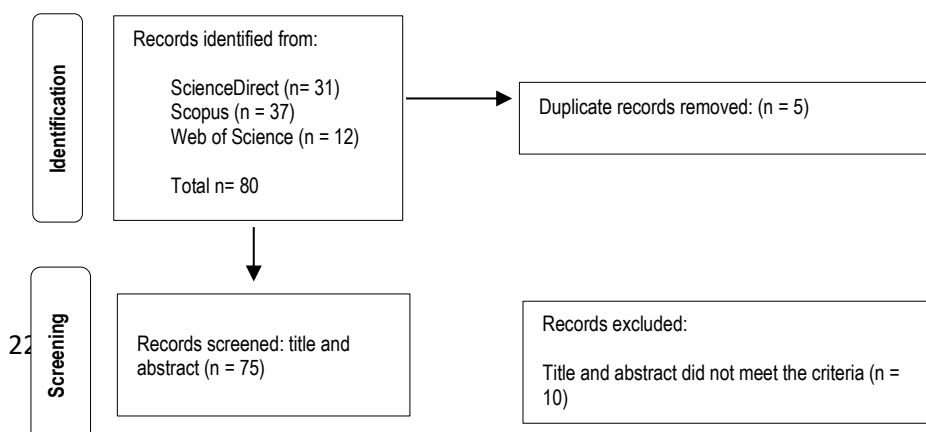 Identification
Records identified from:
ScienceDirect (n= 31)
Scopus (n = 37)
Web of Science (n = 12)
Total n= 80
Duplicate records removed: (n = 5)
Screening
Records screened: title and
abstract (n = 75)
Records excluded:
Title and abstract did not meet the criteria (n =
10)